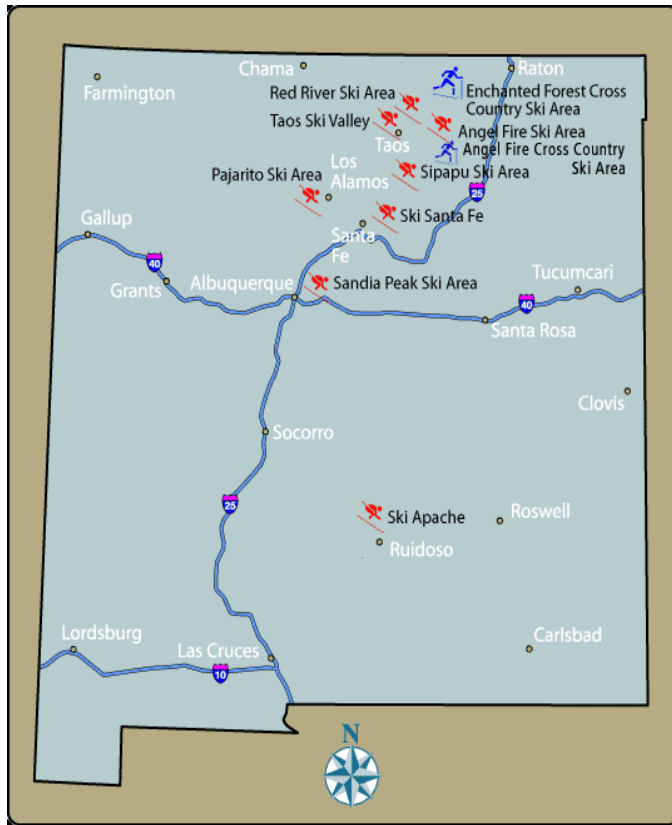 Chama
Raton
Farmington
Red River Ski Area
Enchanted Forest Cross
Country Ski Area
Taos Ski Valley
Taos
Angel Fire Ski Area
Angel Fire Cross Country
Ski Area
Los
Alamos
Pajarito Ski Area
Sipapu Ski Area
25
Gallup
Ski Santa Fe
Santa
Fe
40
Grants
Albuquerque
Sandia Peak Ski Area
Tucumcari
40
Santa Rosa
Clovis
Socorro
25
Ski Apache
Roswell
Ruidoso
Lordsburg
Las Cruces
Carlsbad
10
N